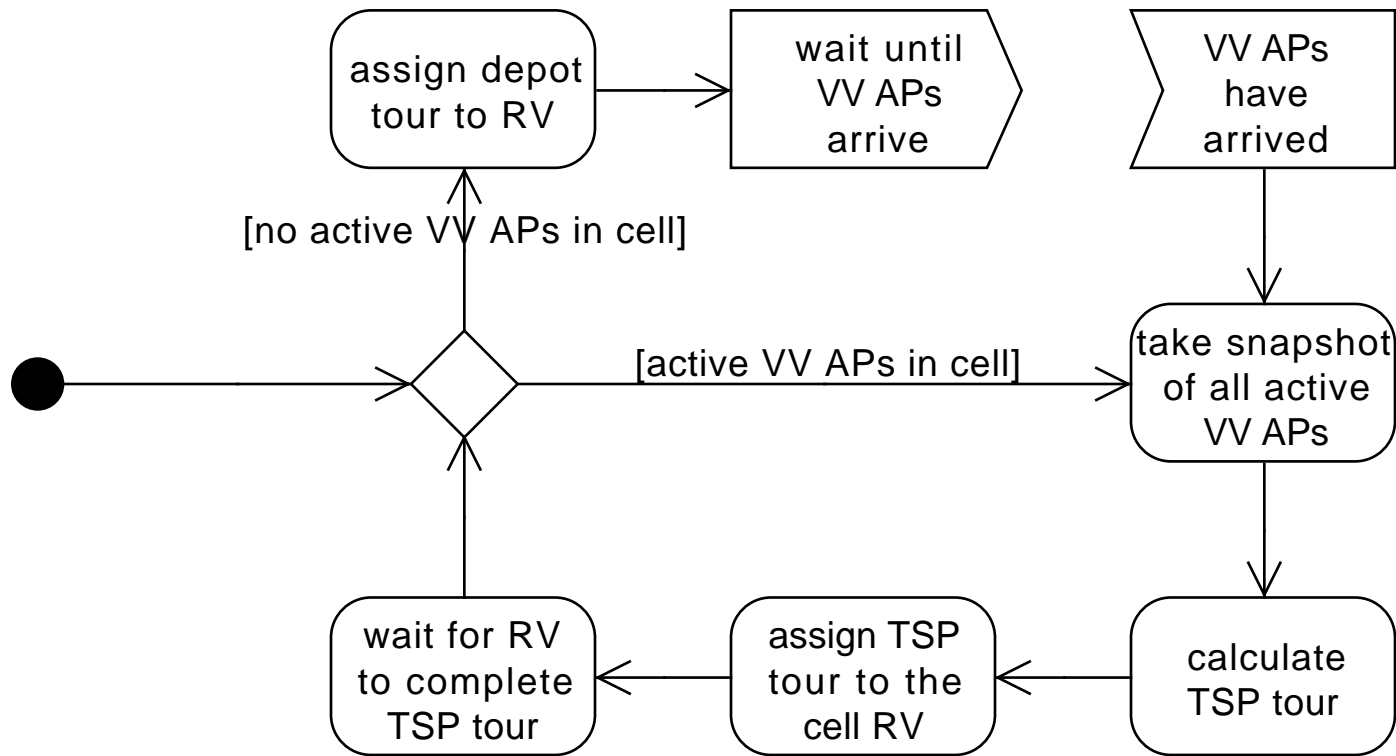 assign depot
tour to RV
wait until
VV APs
arrive
VV APs
have
arrived
[no active VV APs in cell]
[active VV APs in cell]
take snapshot
of all active
VV APs
wait for RV
to complete
TSP tour
assign TSP
tour to the
cell RV
calculate
TSP tour